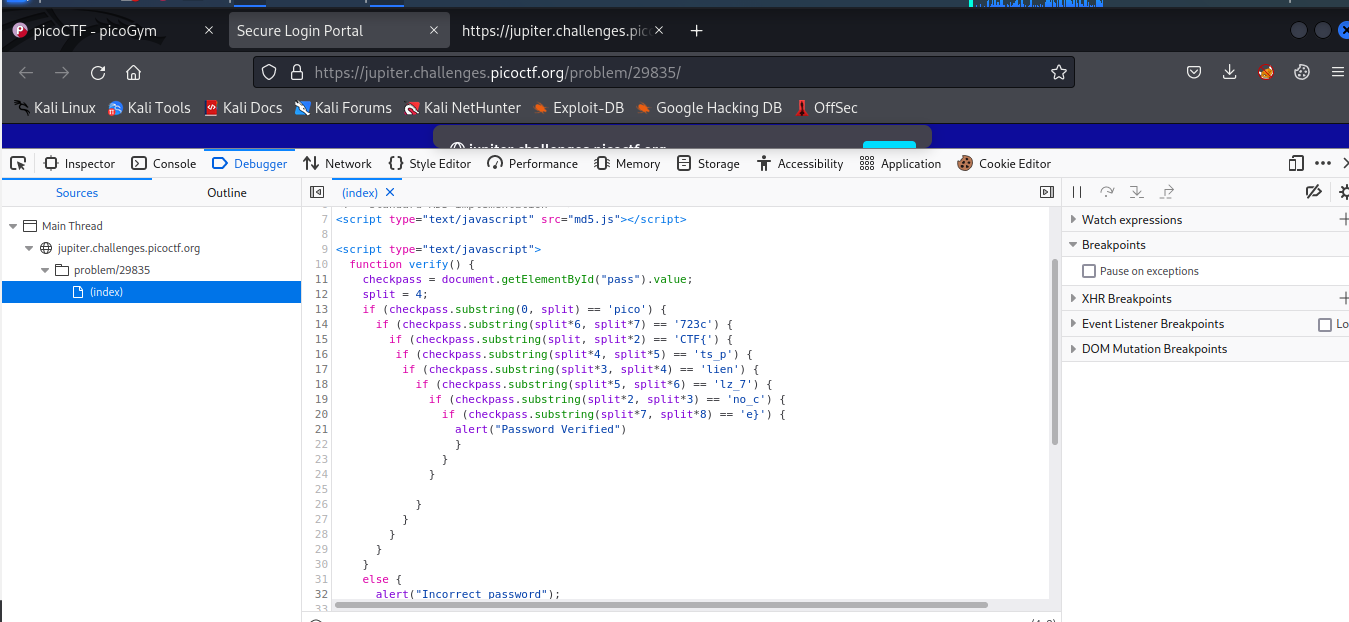 picoCTF - picoGym × Secure Login Portal × https://jupiter.challenges.pic × +
https://jupiter.challenges.picoctf.org/problem/29835/
Kali Linux Kali Tools Kali Docs Kali Forums Kali NetHunter Exploit-DB Google Hacking DB OffSec
jupiter.challenges.picoctf.org
Inspector Console Debugger Network Style Editor Performance Memory Storage Accessibility Application Cookie Editor
Sources Outline (index) ×
Main Thread
jupiter.challenges.picoctf.org
problem/29835
(index)
7 <script type="text/javascript" src="md5.js"></script>
8
9 <script type="text/javascript">
10 function verify() {
11 checkpass = document.getElementById("pass").value;
12 split = 4;
13 if (checkpass.substring(0, split) == 'pico') {
14 if (checkpass.substring(split*6, split*7) == '723c') {
15 if (checkpass.substring(split, split*2) == 'CTF{') {
16 if (checkpass.substring(split*4, split*5) == 'ts_p') {
17 if (checkpass.substring(split*3, split*4) == 'lien') {
18 if (checkpass.substring(split*5, split*6) == 'lz_7') {
19 if (checkpass.substring(split*2, split*3) == 'no_c') {
20 if (checkpass.substring(split*7, split*8) == 'e}') {
21 alert("Password Verified")
22 }
23 }
24 }
25
26 }
27 }
28 }
29 }
30 }
31 else {
32 alert("Incorrect password");
33
Watch expressions +
Breakpoints
Pause on exceptions
XHR Breakpoints +
Event Listener Breakpoints Lo
DOM Mutation Breakpoints